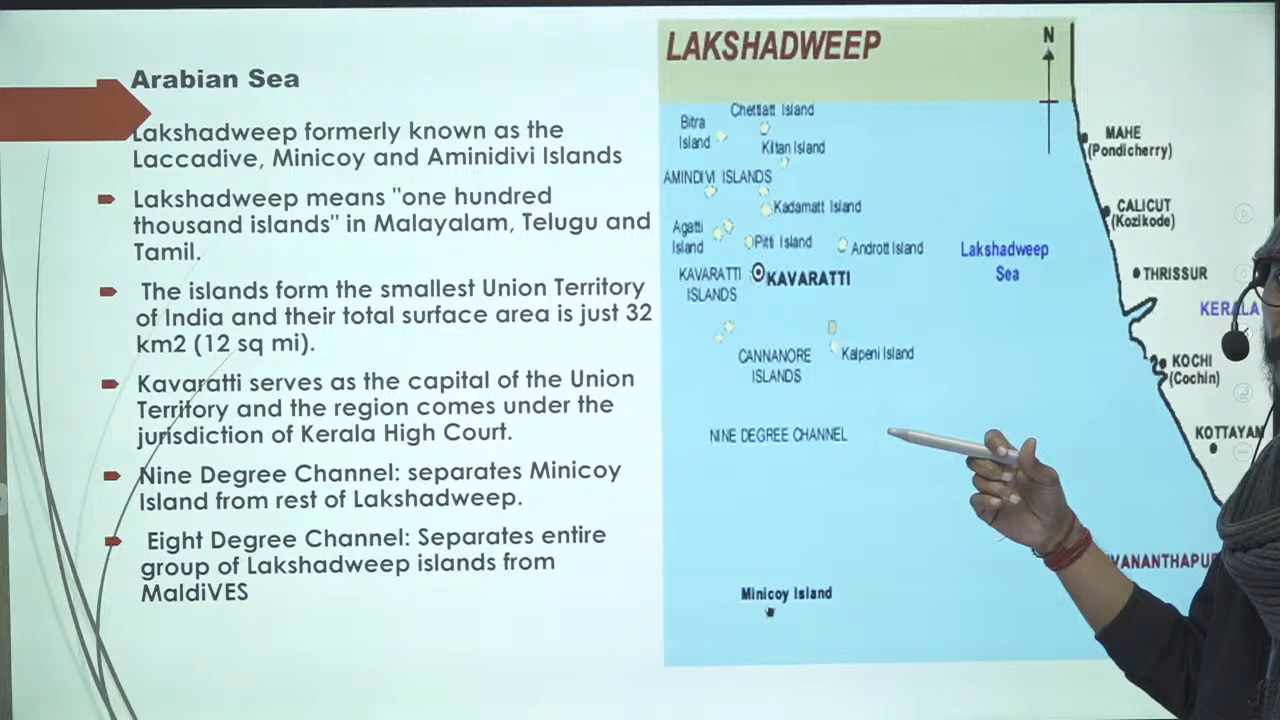 Arabian Sea
Lakshadweep formerly known as the
Laccadive, Minicoy and Aminidivi Islands
Lakshadweep means "one hundred
thousand islands" in Malayalam, Telugu and
Tamil.
The islands form the smallest Union Territory
of India and their total surface area is just 32
km2 (12 sq mi).
Kavaratti serves as the capital of the Union
Territory and the region comes under the
jurisdiction of Kerala High Court.
Nine Degree Channel: separates Minicoy
Island from rest of Lakshadweep.
Eight Degree Channel: Separates entire
group of Lakshadweep islands from
MaldiVES
LAKSHADWEEP
N
Chettatt Island
Bitra
Island
Kiltan Island
AMINDIVI ISLANDS
Kadamatt Island
Agatti
Island
Pitti Island
Andrott Island
KAVARATTI
ISLANDS
KAVARATTI
Lakshadweep
Sea
CANNANORE
ISLANDS
Kalpeni Island
NINE DEGREE CHANNEL
Minicoy Island
MAHE
(Pondicherry)
CALICUT
(Kozikode)
THRISSUR
KERALA
KOCHI
(Cochin)
KOTTAYAN
VANANTHAPU